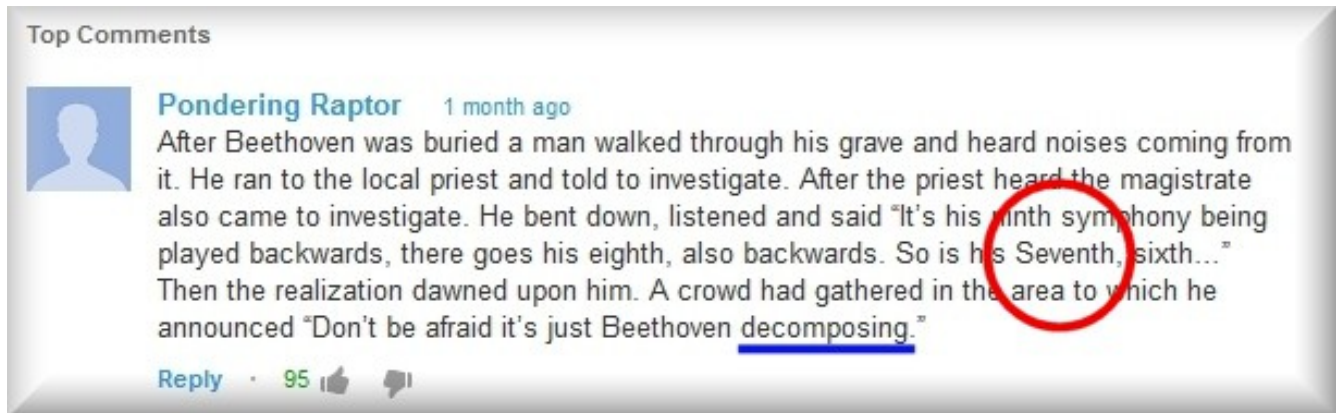 Top Comments
Pondering Raptor 1 month ago
After Beethoven was buried a man walked through his grave and heard noises coming from
it. He ran to the local priest and told to investigate. After the priest heard the magistrate
also came to investigate. He bent down, listened and said “It’s his ninth symphony being
played backwards, there goes his eighth, also backwards. So is his Seventh, sixth...”
Then the realization dawned upon him. A crowd had gathered in the area to which he
announced “Don’t be afraid it’s just Beethoven decomposing.”
Reply · 95